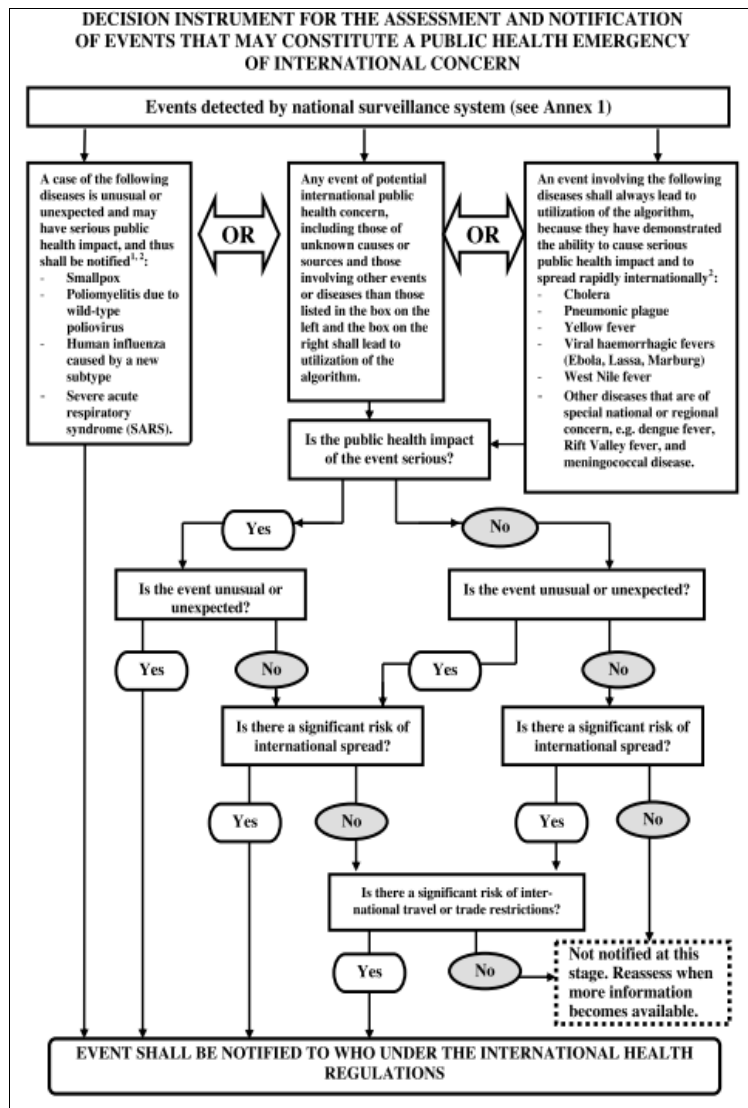 DECISION INSTRUMENT FOR THE ASSESSMENT AND NOTIFICATION
OF EVENTS THAT MAY CONSTITUTE A PUBLIC HEALTH EMERGENCY
OF INTERNATIONAL CONCERN
Events detected by national surveillance system (see Annex 1)
A case of the following
diseases is unusual or
unexpected and may
have serious public
health impact, and thus
shall be notified1, 2:
- Smallpox
- Poliomyelitis due to
wild-type
poliovirus
- Human influenza
caused by a new
subtype
- Severe acute
respiratory
syndrome (SARS).
OR
Any event of potential
international public
health concern,
including those of
unknown causes or
sources and those
involving other events
or diseases than those
listed in the box on the
left and the box on the
right shall lead to
utilization of the
algorithm.
OR
An event involving the following
diseases shall always lead to
utilization of the algorithm,
because they have demonstrated
the ability to cause serious
public health impact and to
spread rapidly internationally2:
- Cholera
- Pneumonic plague
- Yellow fever
- Viral haemorrhagic fevers
(Ebola, Lassa, Marburg)
- West Nile fever
- Other diseases that are of
special national or regional
concern, e.g. dengue fever,
Rift Valley fever, and
meningococcal disease.
Is the public health impact
of the event serious?
Yes
No
Is the event unusual or
unexpected?
Is the event unusual or unexpected?
Yes
No
Yes
No
Is there a significant risk of
international spread?
Is there a significant risk of
international spread?
Yes
No
Yes
No
Is there a significant risk of inter-
national travel or trade restrictions?
Yes
No
Not notified at this
stage. Reassess when
more information
becomes available.
EVENT SHALL BE NOTIFIED TO WHO UNDER THE INTERNATIONAL HEALTH
REGULATIONS